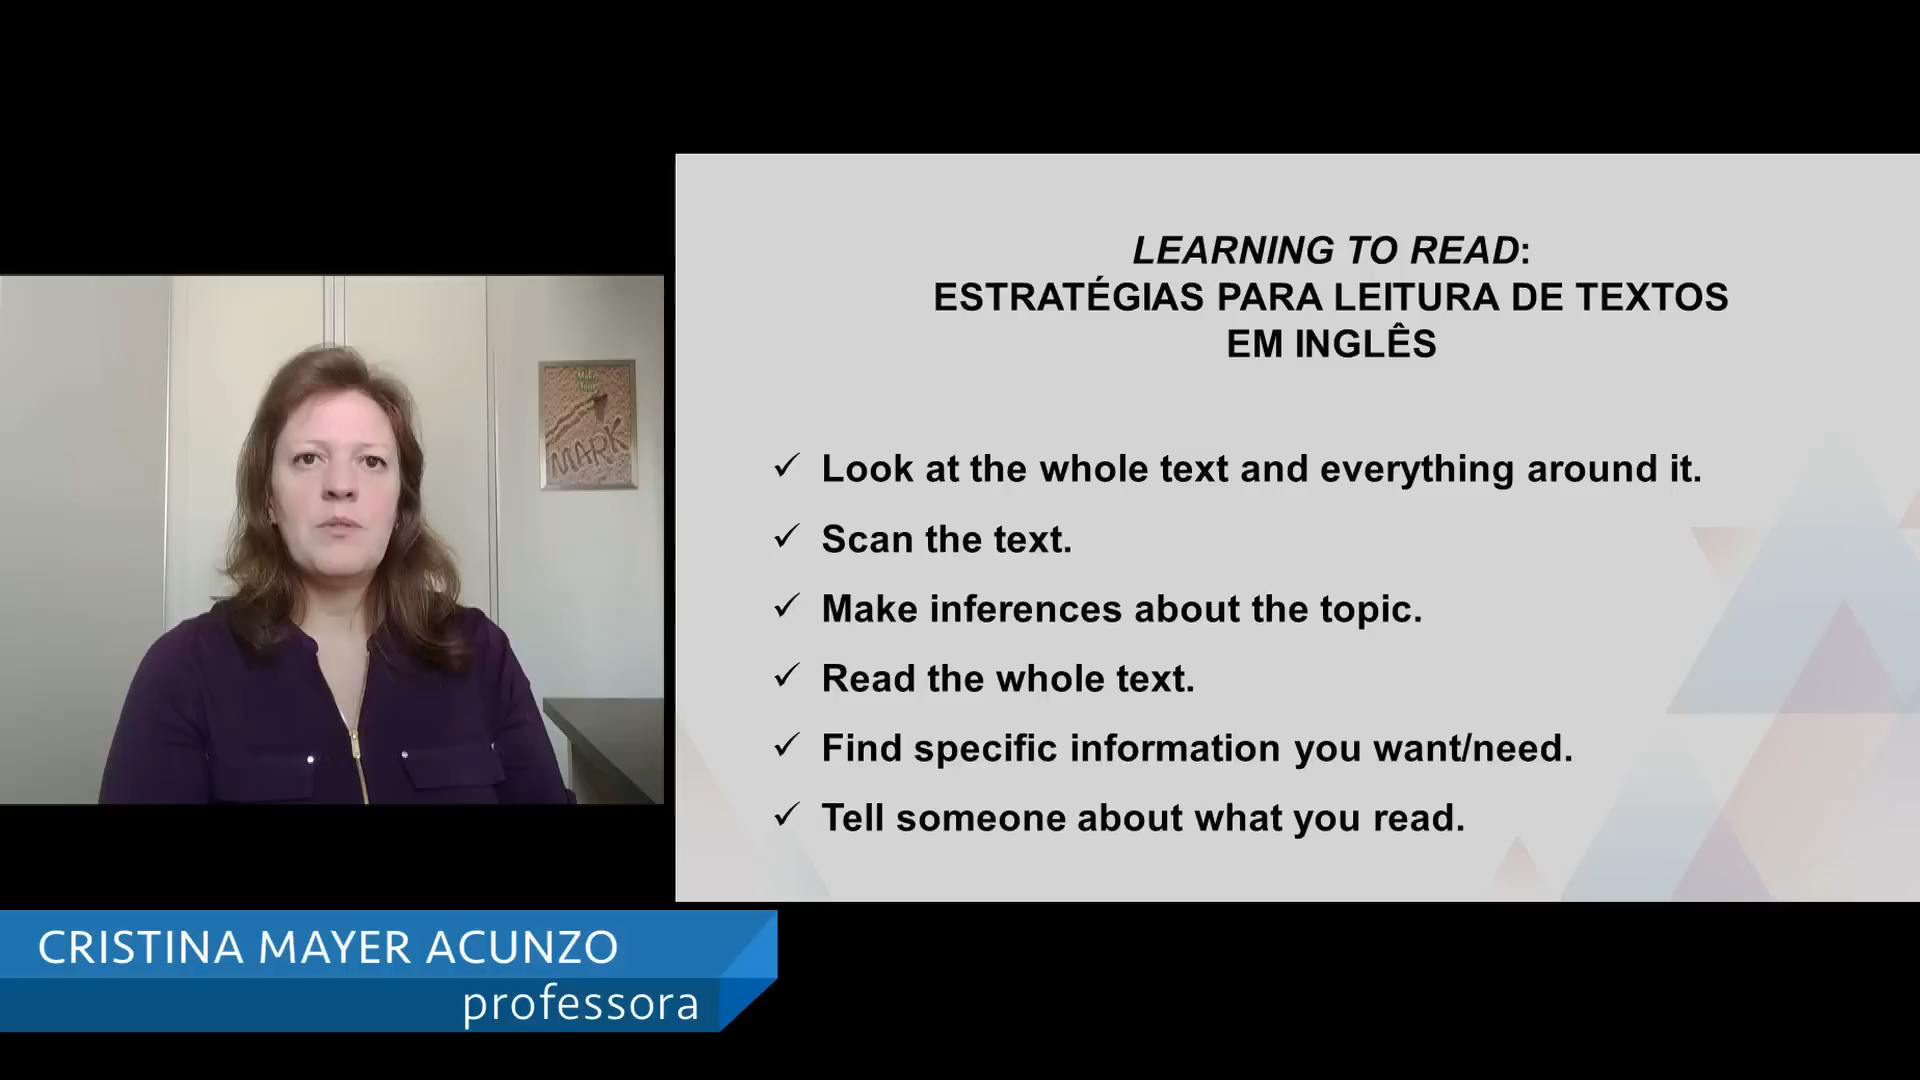 LEARNING TO READ:
ESTRATÉGIAS PARA LEITURA DE TEXTOS
EM INGLÊS
✓ Look at the whole text and everything around it.
✓ Scan the text.
✓ Make inferences about the topic.
✓ Read the whole text.
✓ Find specific information you want/need.
✓ Tell someone about what you read.
MARK
CRISTINA MAYER ACUNZO
professora